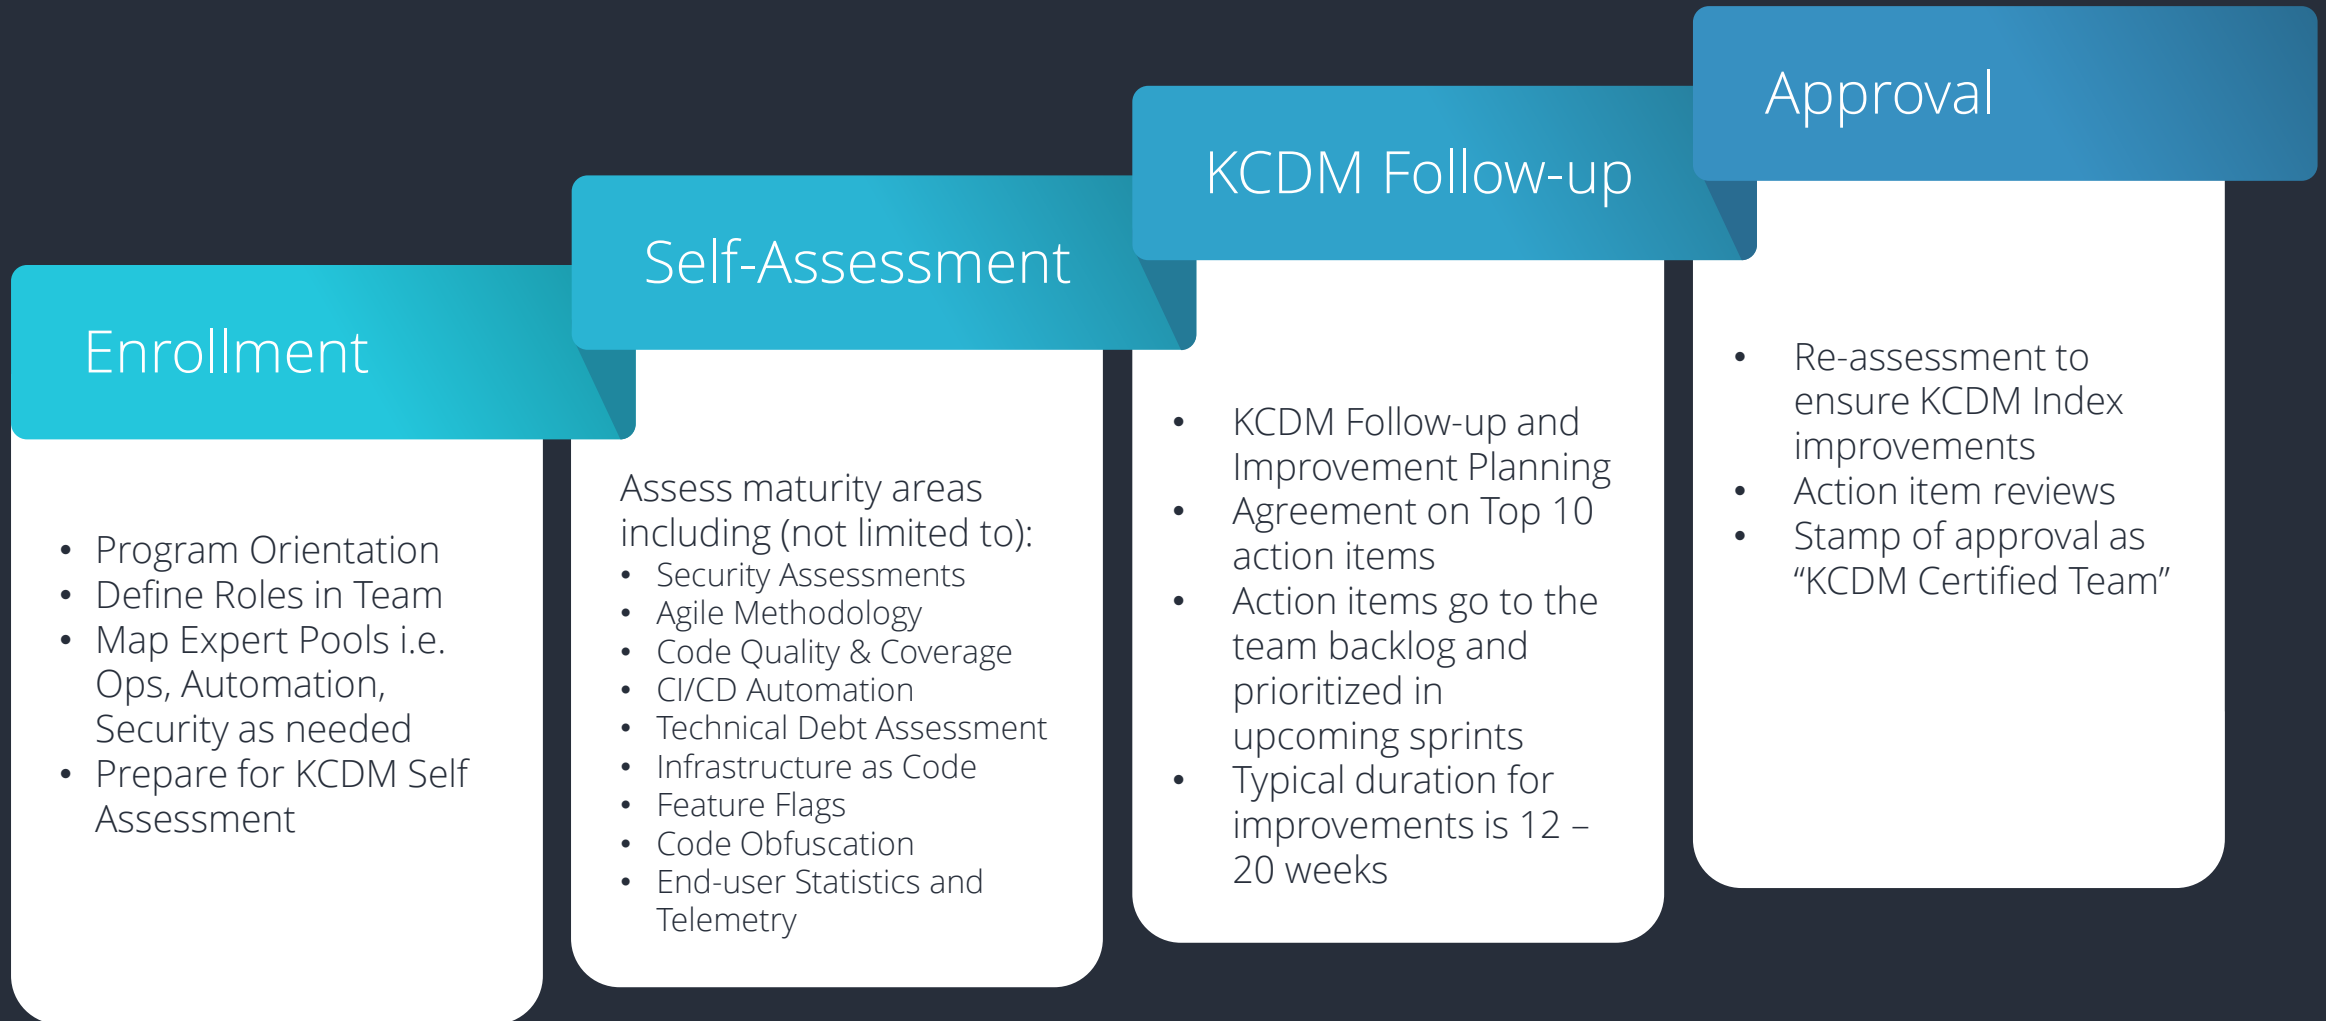 Enrollment
• Program Orientation
• Define Roles in Team
• Map Expert Pools i.e.
Ops, Automation,
Security as needed
• Prepare for KCDM Self
Assessment
Self-Assessment
Assess maturity areas
including (not limited to):
• Security Assessments
• Agile Methodology
• Code Quality & Coverage
• CI/CD Automation
• Technical Debt Assessment
• Infrastructure as Code
• Feature Flags
• Code Obfuscation
• End-user Statistics and
Telemetry
KCDM Follow-up
• KCDM Follow-up and
Improvement Planning
• Agreement on Top 10
action items
• Action items go to the
team backlog and
prioritized in
upcoming sprints
• Typical duration for
improvements is 12 –
20 weeks
Approval
• Re-assessment to
ensure KCDM Index
improvements
• Action item reviews
• Stamp of approval as
“KCDM Certified Team”